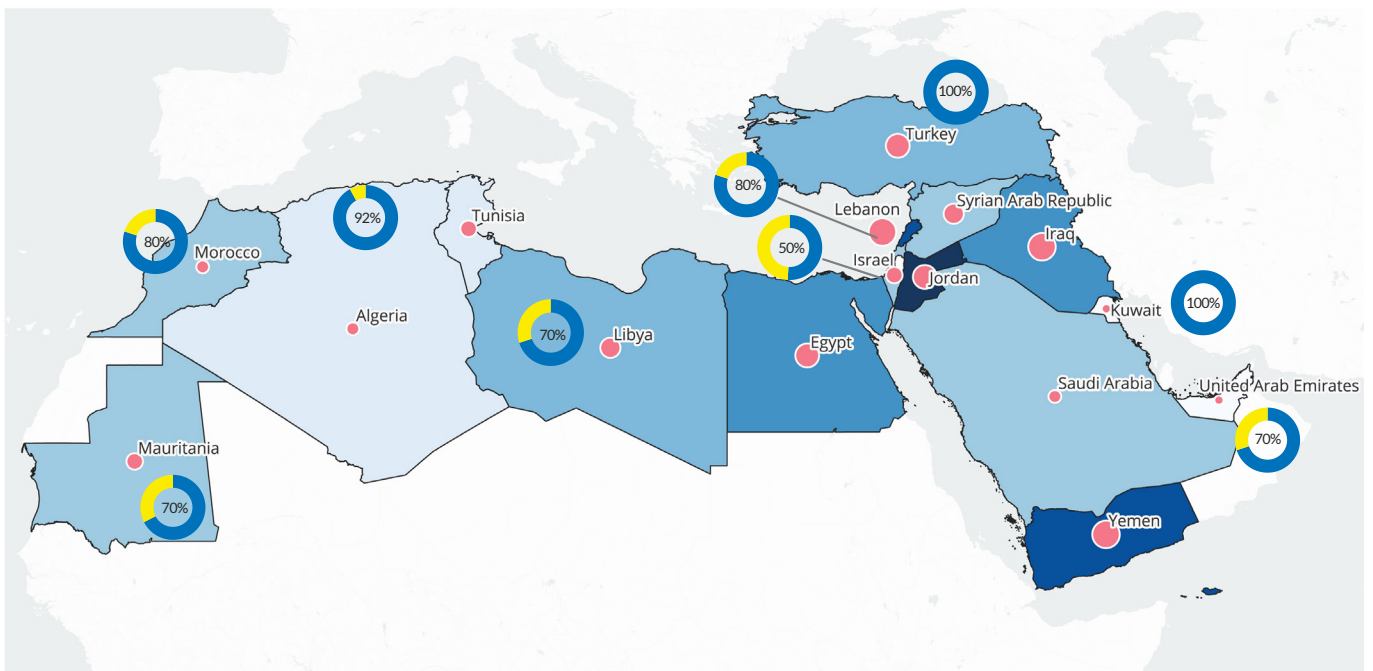 100%
Turkey
80%
Syrian Arab Republic
Lebanon
92%
Tunisia
80%
Iraq
Morocco
50%
Israel
Jordan
100%
Kuwait
Algeria
70%
Libya
Egypt
Saudi Arabia
United Arab Emirates
70%
Mauritania
70%
Yemen